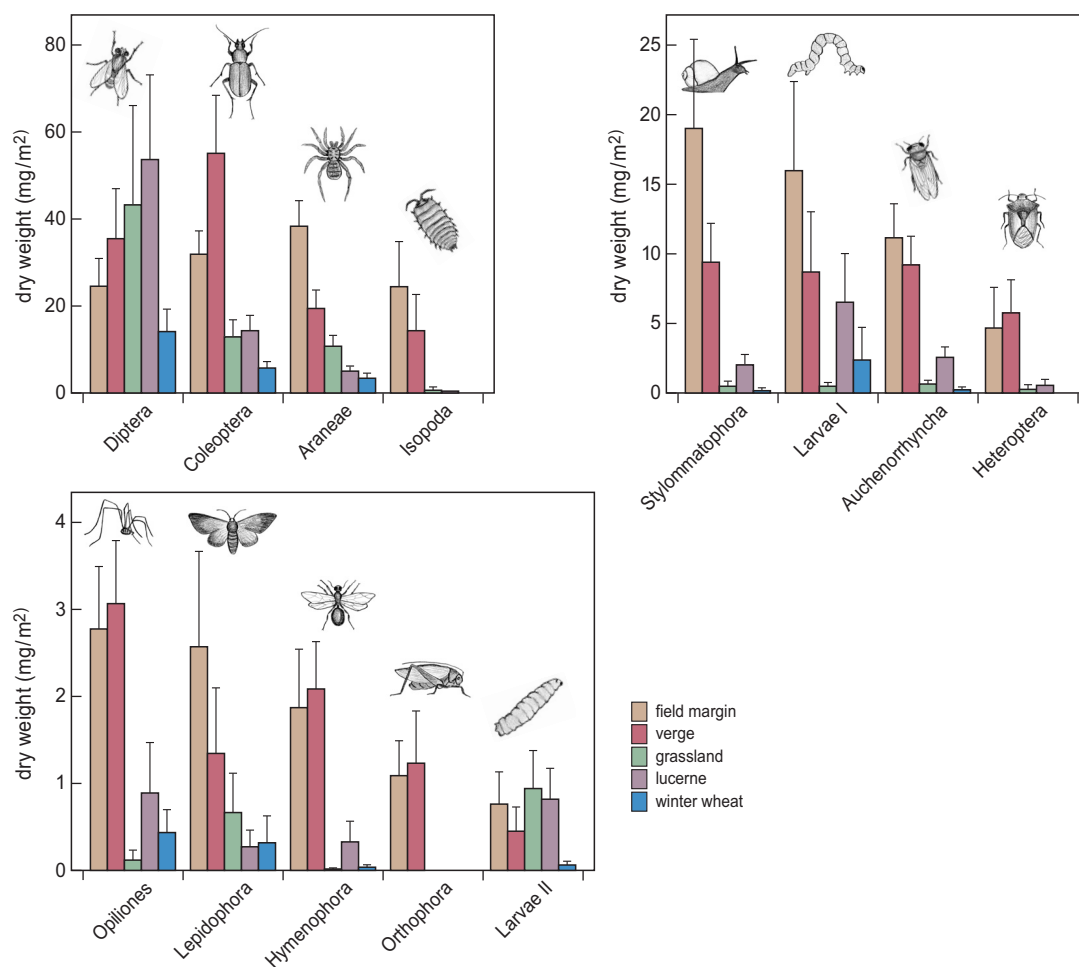 80
60
40
20
0
dry weight (mg/m2)
Diptera
Coleoptera
Araneae
Isopoda
25
20
15
10
5
0
dry weight (mg/m2)
Stylommatophora
Larvae I
Auchenorrhyncha
Heteroptera
4
3
2
1
0
dry weight (mg/m2)
Opiliones
Lepidophora
Hymenophora
Orthophora
Larvae II
field margin
verge
grassland
lucerne
winter wheat